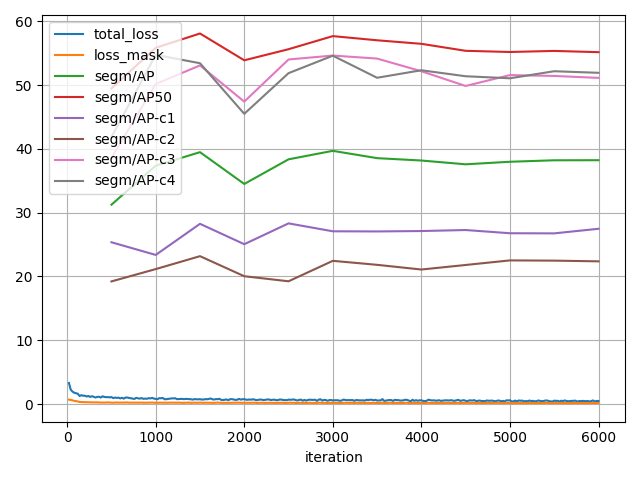 60
50
40
30
20
10
0
total_loss
loss_mask
segm/AP
segm/AP50
segm/AP-c1
segm/AP-c2
segm/AP-c3
segm/AP-c4
0 1000 2000 3000 4000 5000 6000
iteration